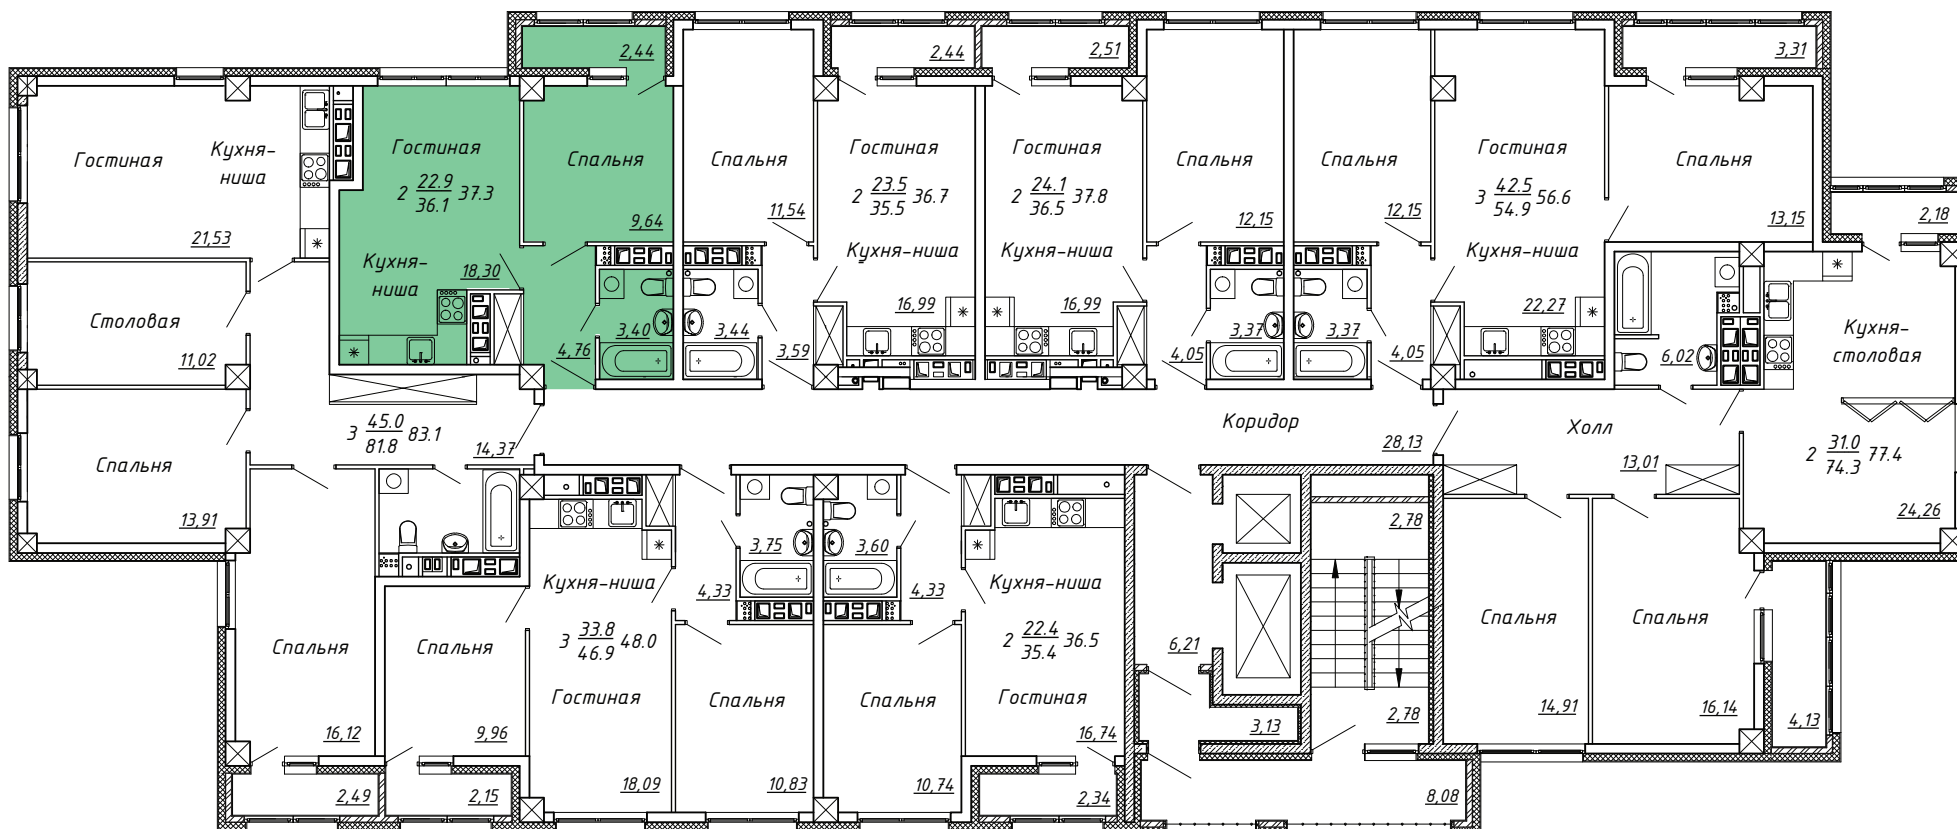 2,44
2,44
2,51
3,31
Гостиная
Кухня-
ниша
21,53
Гостиная
2 22.9 37.3
36.1
Кухня-
ниша
18,30
Спальня
9,64
Спальня
11,54
Гостиная
2 23.5 36.7
35.5
Кухня-ниша
16,99
Гостиная
2 24.1 37.8
36.5
Кухня-ниша
16,99
Спальня
12,15
Спальня
12,15
Гостиная
3 42.5 56.6
54.9
Кухня-ниша
22,27
Спальня
13,15
2,18
Столовая
11,02
4,76
3,40
3,44
3,59
3,37
4,05
3,37
4,05
6,02
Кухня-
столовая
Спальня
13,91
3 45.0 83.1
81.8
14,37
Коридор
28,13
Холл
13,01
2 31.0 77.4
74.3
24,26
Спальня
16,12
Спальня
9,96
Кухня-ниша
3 33.8 48.0
46.9
Гостиная
18,09
4,33
3,75
Спальня
10,83
3,60
4,33
Спальня
10,74
Кухня-ниша
2 22.4 36.5
35.4
Гостиная
16,74
6,21
3,13
2,78
2,78
Спальня
14,91
Спальня
16,14
4,13
2,49
2,15
2,34
8,08